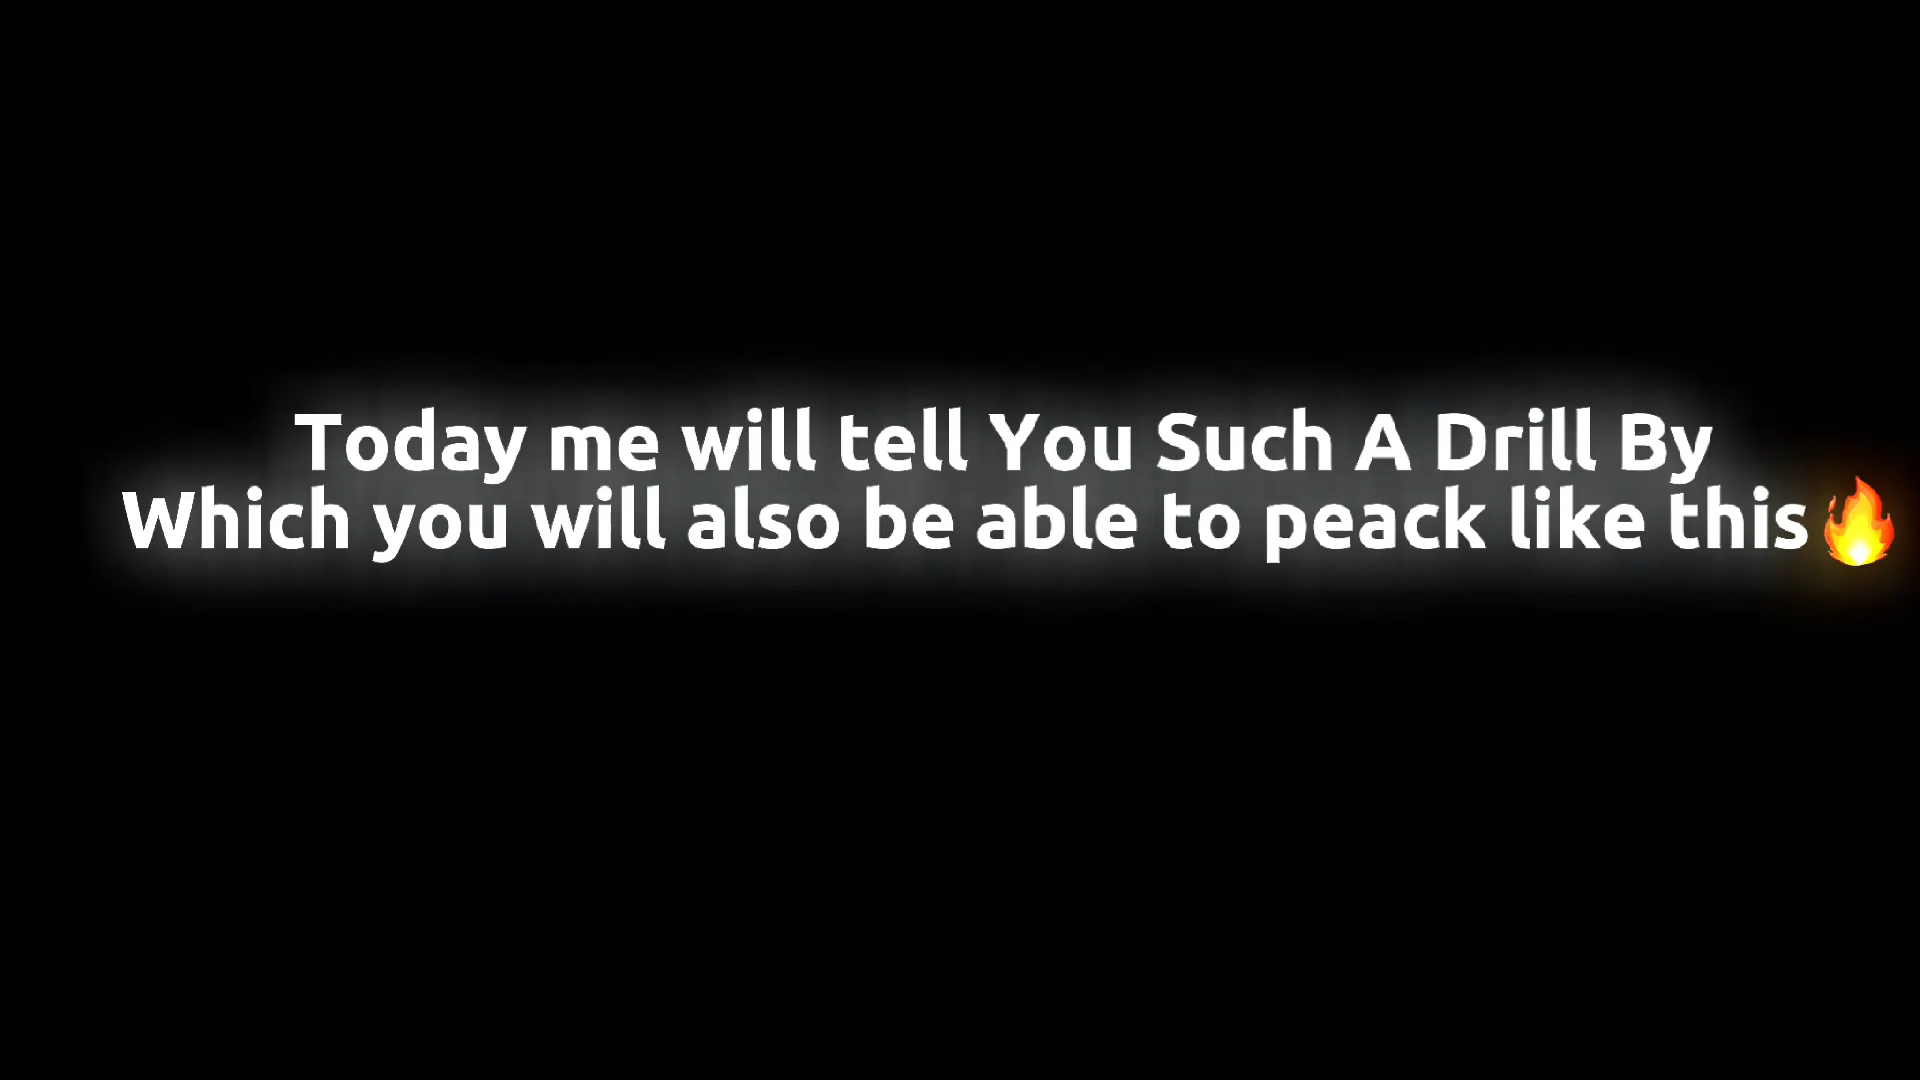 Today me will tell You Such A Drill By
Which you will also be able to peack like this🔥